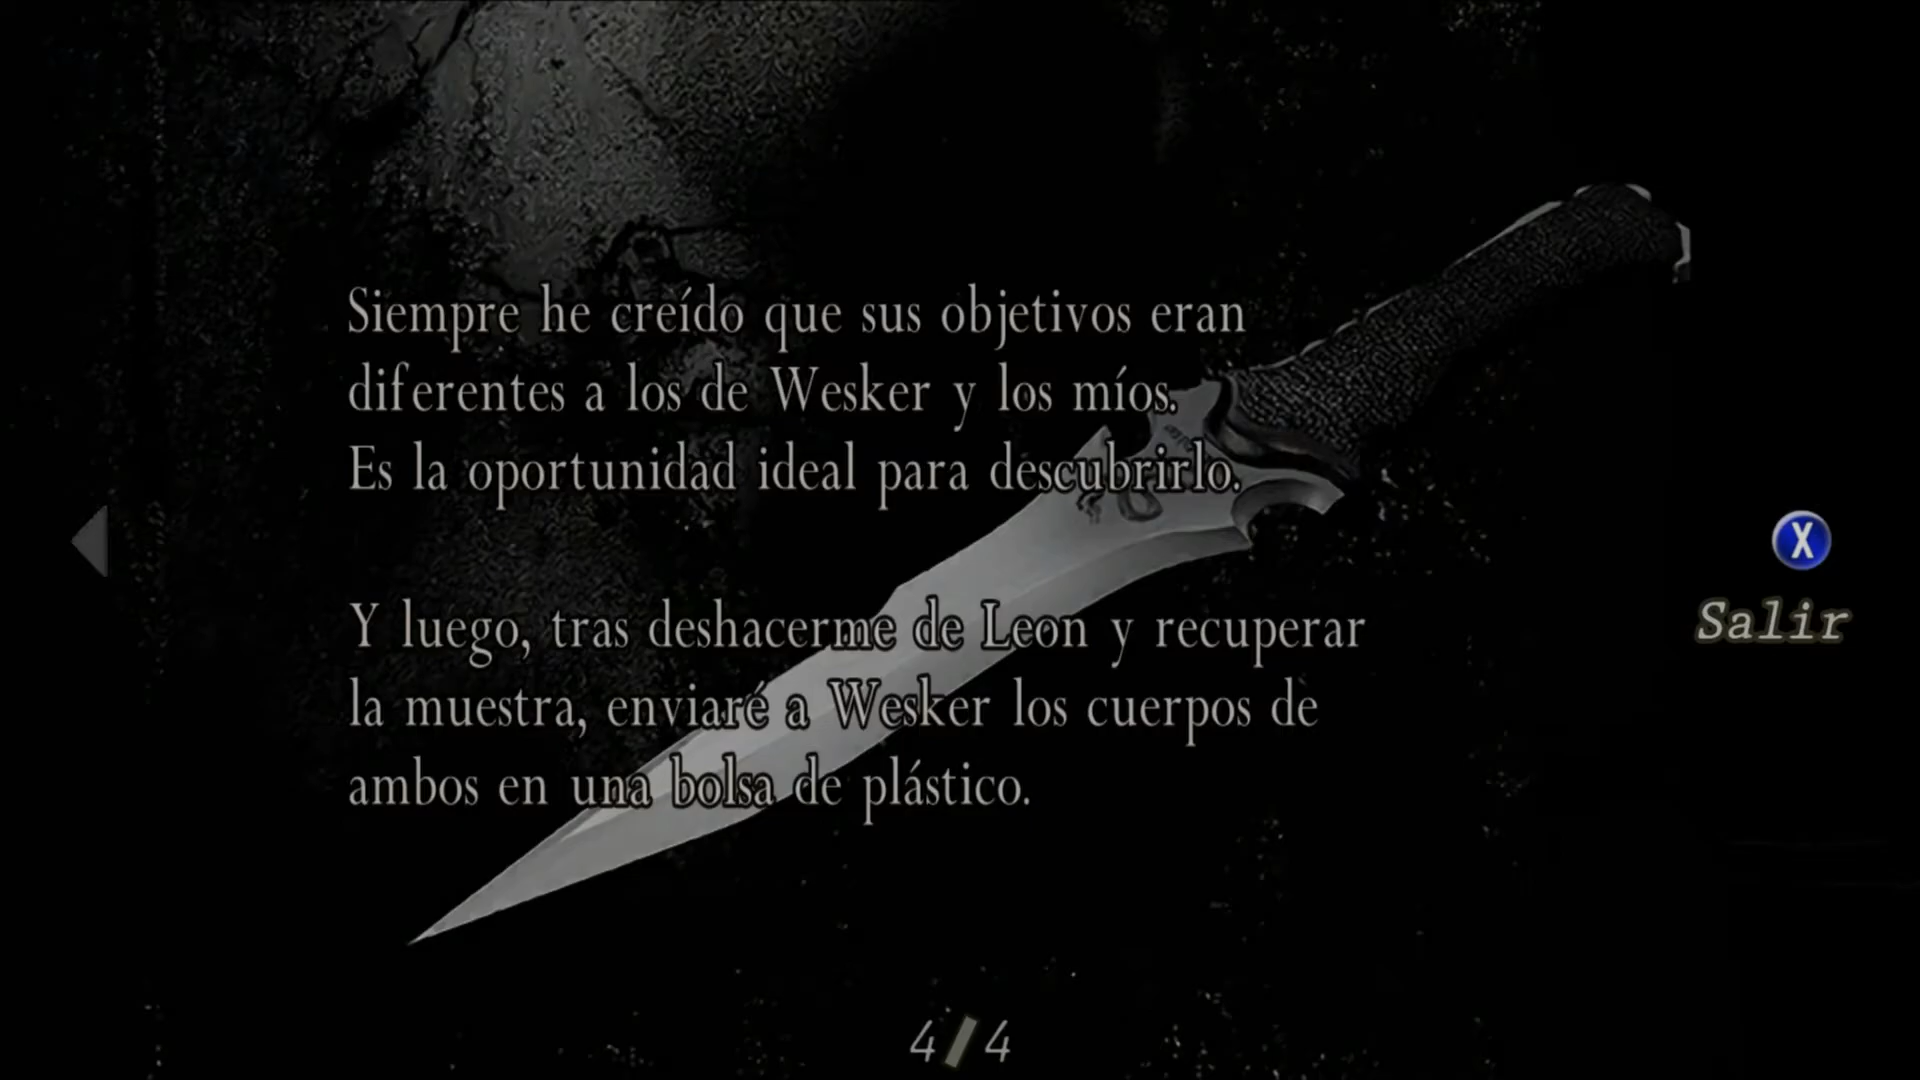 Siempre he creído que sus objetivos eran
diferentes a los de Wesker y los míos.
Es la oportunidad ideal para descubrirlo.
Y luego, tras deshacerme de Leon y recuperar
la muestra, enviaré a Wesker los cuerpos de
ambos en una bolsa de plástico.
X
Salir
4/4